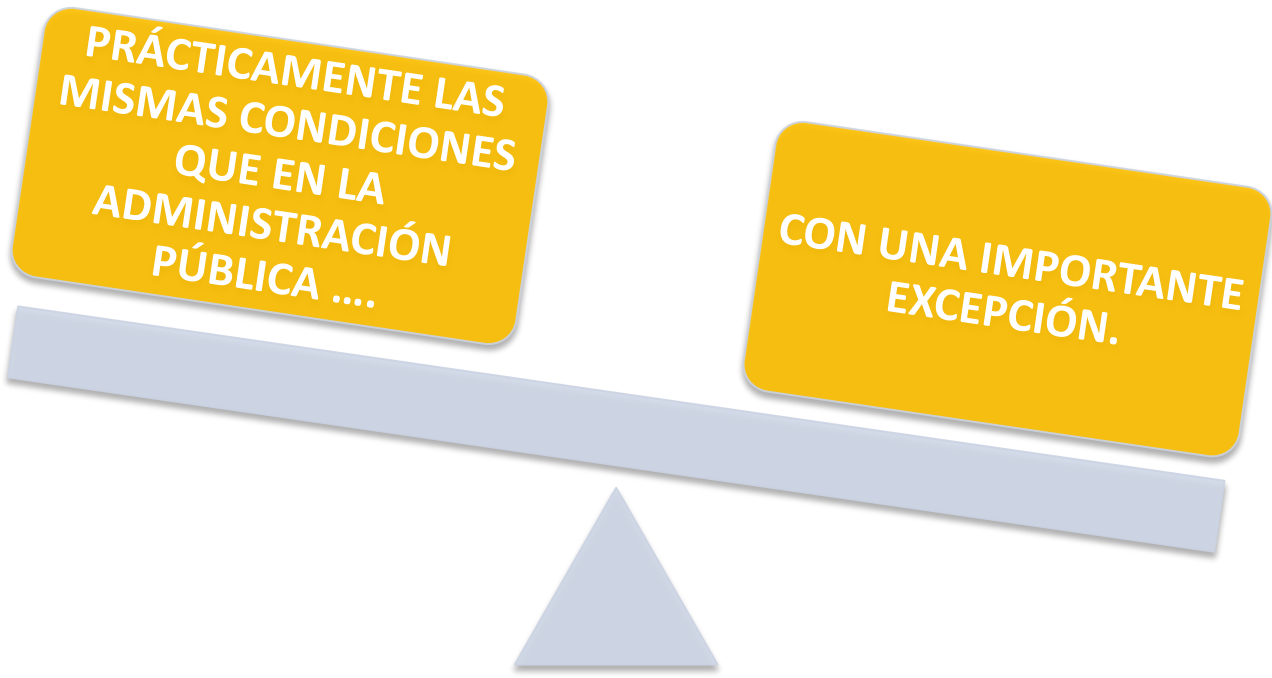 PRÁCTICAMENTE LAS
MISMAS CONDICIONES
QUE EN LA
ADMINISTRACIÓN
PÚBLICA ....
CON UNA IMPORTANTE
EXCEPCIÓN.